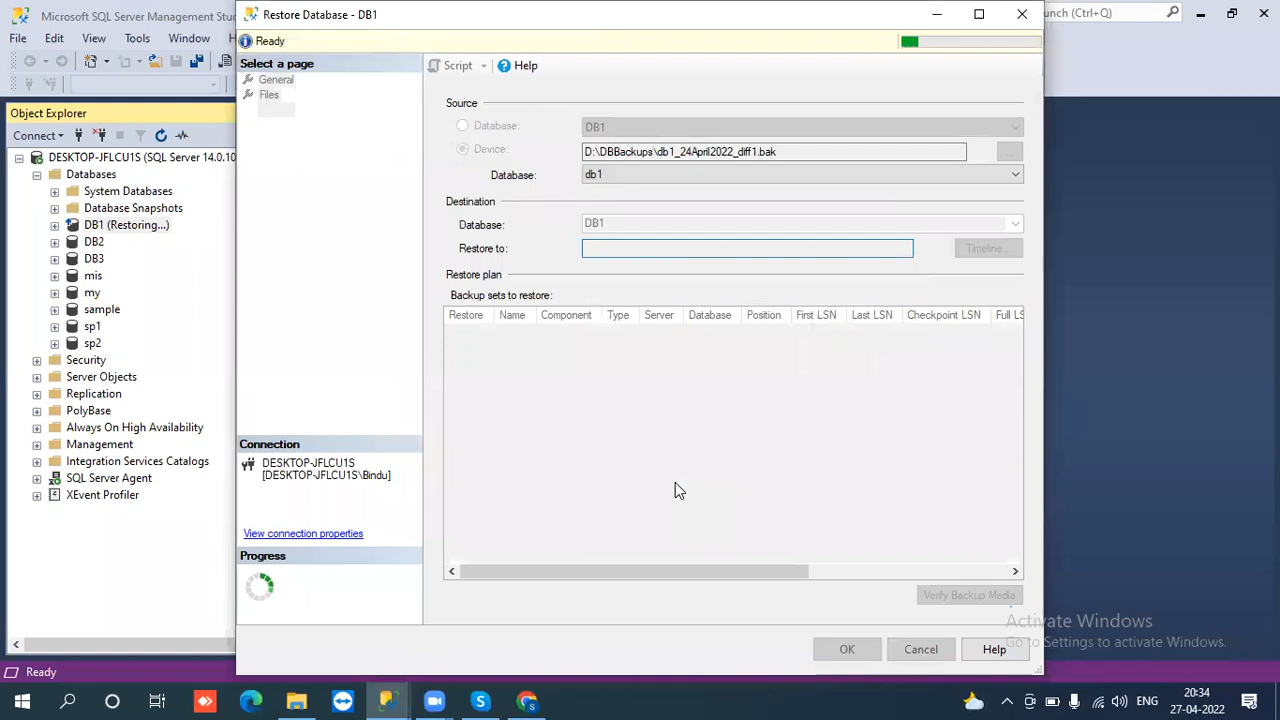 Microsoft SQL Server Management Stu
Restore Database - DB1
unch (Ctrl+Q)
File Edit View
Tools Window
Ready
Select a page
General
Files
Script Help
Object Explorer
Connect
DESKTOP-JFLCU1S (SQL Server 14.0.10
Databases
System Databases
Database Snapshots
DB1 (Restoring...)
DB2
DB3
mis
my
sample
sp1
sp2
Security
Server Objects
Replication
PolyBase
Always On High Availability
Management
Integration Services Catalogs
SQL Server Agent
XEvent Profiler
Source
Database: DB1
Device: D:\DBBackups\db1_24April2022_diff1.bak ...
Database: db1
Destination
Database: DB1
Restore to: Timeline...
Restore plan
Backup sets to restore:
Restore Name Component Type Server Database Position First LSN Last LSN Checkpoint LSN Full LS
Connection
DESKTOP-JFLCU1S
[DESKTOP-JFLCU1S\Bindu]
View connection properties
Progress
Verify Backup Media
Activate Windows
Go to Settings to activate Windows.
OK Cancel Help
Ready
ENG
20:34
27-04-2022